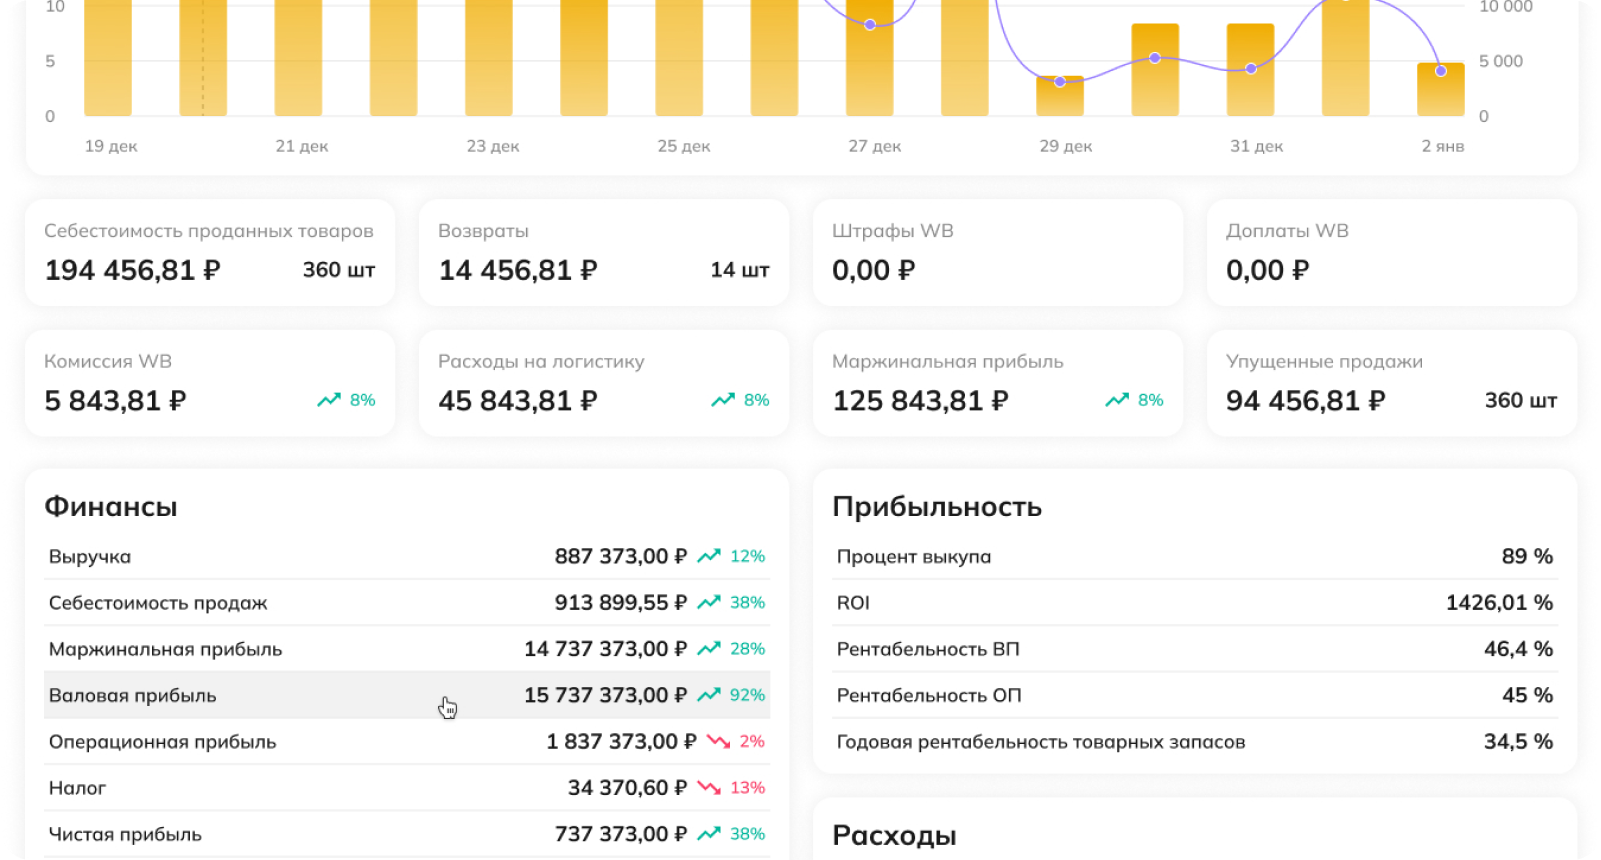 10 10 000
5 5 000
0 0
19 дек 21 дек 23 дек 25 дек 27 дек 29 дек 31 дек 2 янв
Себестоимость проданных товаров
194 456,81 ₽ 360 шт
Возвраты
14 456,81 ₽ 14 шт
Штрафы WB
0,00 ₽
Доплаты WB
0,00 ₽
Комиссия WB
5 843,81 ₽ 8%
Расходы на логистику
45 843,81 ₽ 8%
Маржинальная прибыль
125 843,81 ₽ 8%
Упущенные продажи
94 456,81 ₽ 360 шт
Финансы
Выручка 887 373,00 ₽ 12%
Себестоимость продаж 913 899,55 ₽ 38%
Маржинальная прибыль 14 737 373,00 ₽ 28%
Валовая прибыль 15 737 373,00 ₽ 92%
Операционная прибыль 1 837 373,00 ₽ 2%
Налог 34 370,60 ₽ 13%
Чистая прибыль 737 373,00 ₽ 38%
Прибыльность
Процент выкупа 89 %
ROI 1426,01 %
Рентабельность ВП 46,4 %
Рентабельность ОП 45 %
Годовая рентабельность товарных запасов 34,5 %
Расходы